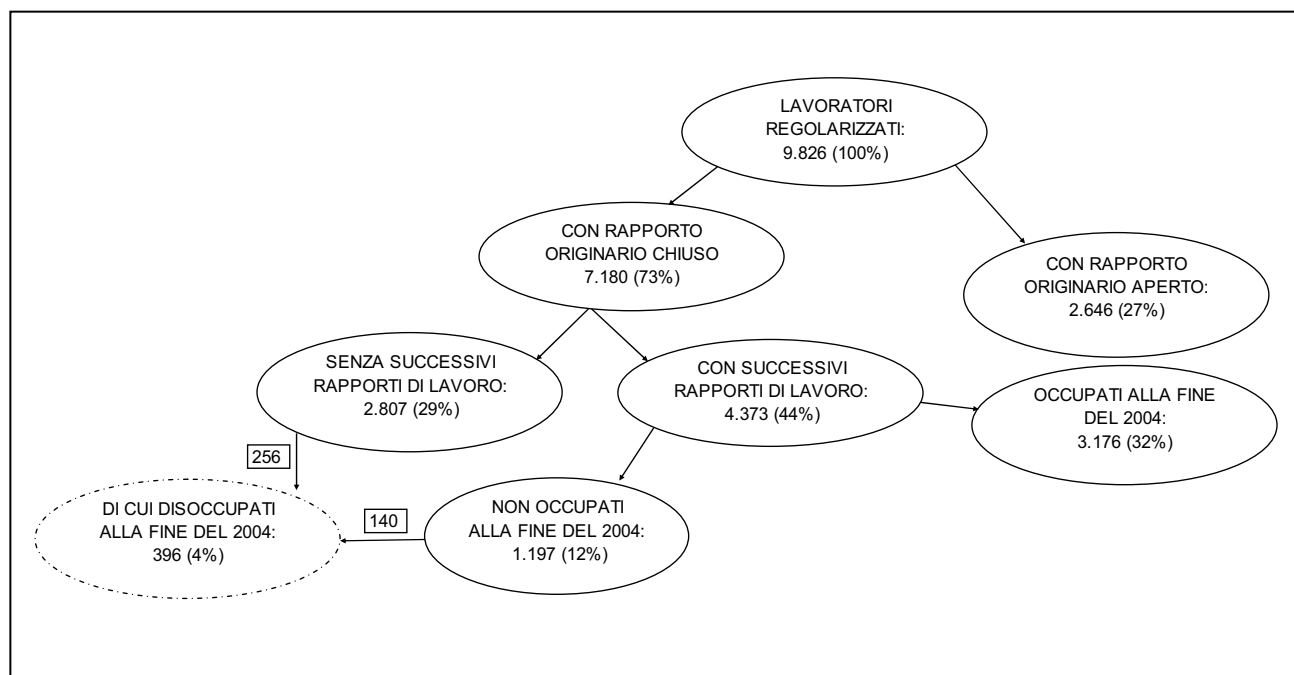 LAVORATORI
REGOLARIZZATI:
9.826 (100%)
CON RAPPORTO
ORIGINARIO CHIUSO
7.180 (73%)
CON RAPPORTO
ORIGINARIO APERTO:
2.646 (27%)
SENZA SUCCESSIVI
RAPPORTI DI LAVORO:
2.807 (29%)
CON SUCCESSIVI
RAPPORTI DI LAVORO:
4.373 (44%)
OCCUPATI ALLA FINE
DEL 2004:
3.176 (32%)
256
DI CUI DISOCCUPATI
ALLA FINE DEL 2004:
396 (4%)
140
NON OCCUPATI
ALLA FINE DEL 2004:
1.197 (12%)